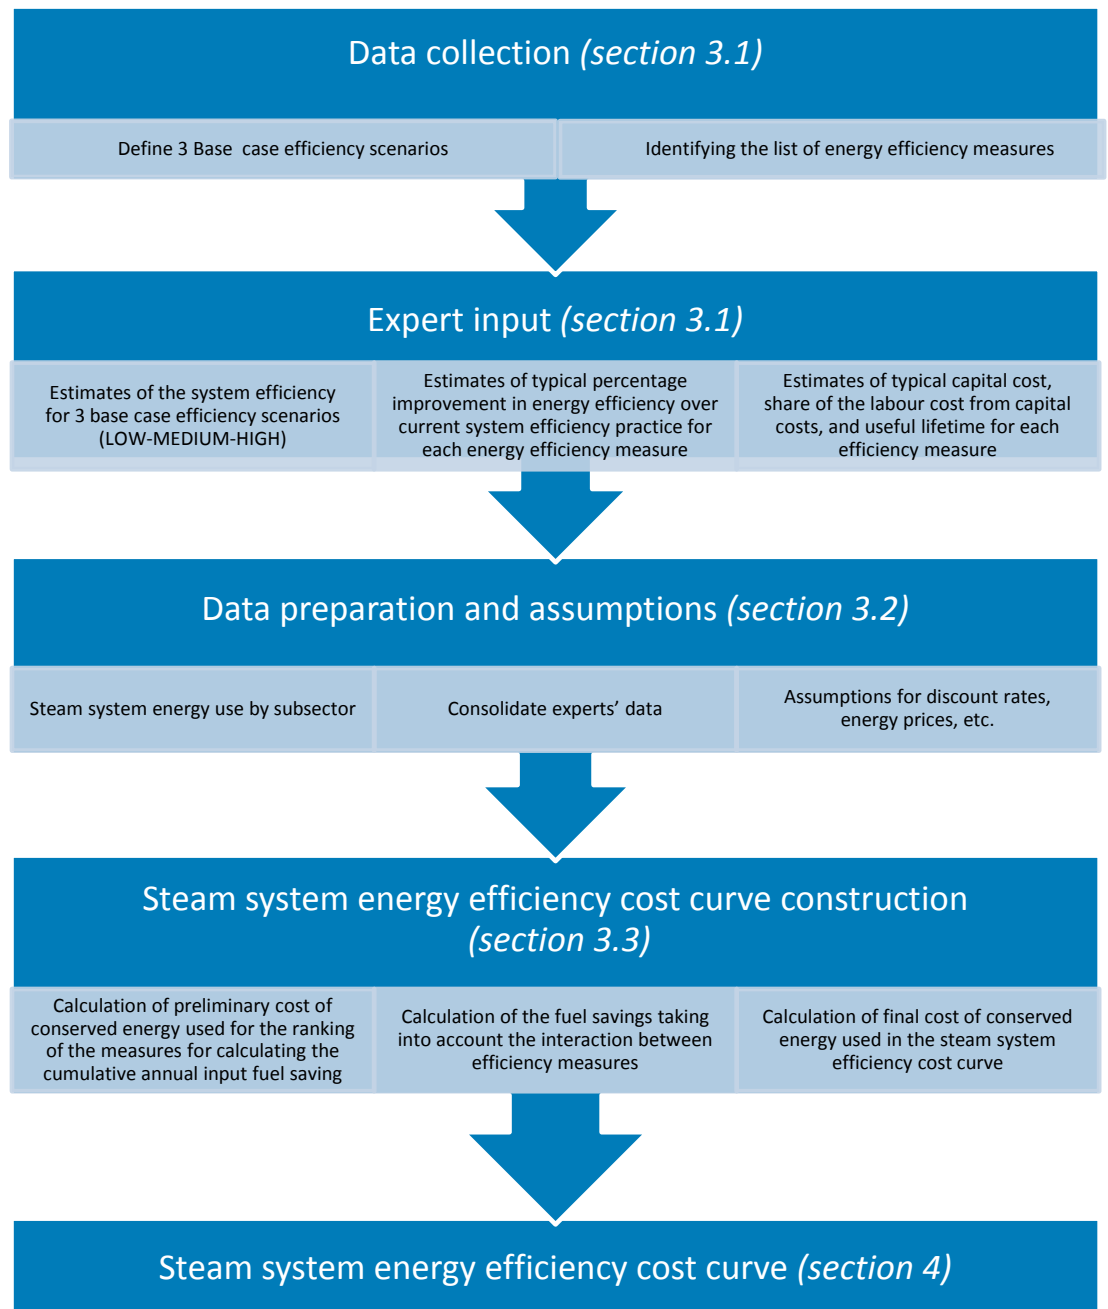 Data collection (section 3.1)
Define 3 Base  case efficiency scenarios
Identifying the list of energy efficiency measures
Expert input (section 3.1)
Estimates of the system efficiency
for 3 base case efficiency scenarios
(LOW-MEDIUM-HIGH)
Estimates of typical percentage
improvement in energy efficiency over
current system efficiency practice for
each energy efficiency measure
Estimates of typical capital cost,
share of the labour cost from capital
costs, and useful lifetime for each
efficiency measure
Data preparation and assumptions (section 3.2)
Steam system energy use by subsector
Consolidate experts’ data
Assumptions for discount rates,
energy prices, etc.
Steam system energy efficiency cost curve construction
(section 3.3)
Calculation of preliminary cost of
conserved energy used for the ranking
of the measures for calculating the
cumulative annual input fuel saving
Calculation of the fuel savings taking
into account the interaction between
efficiency measures
Calculation of final cost of conserved
energy used in the steam system
efficiency cost curve
Steam system energy efficiency cost curve (section 4)